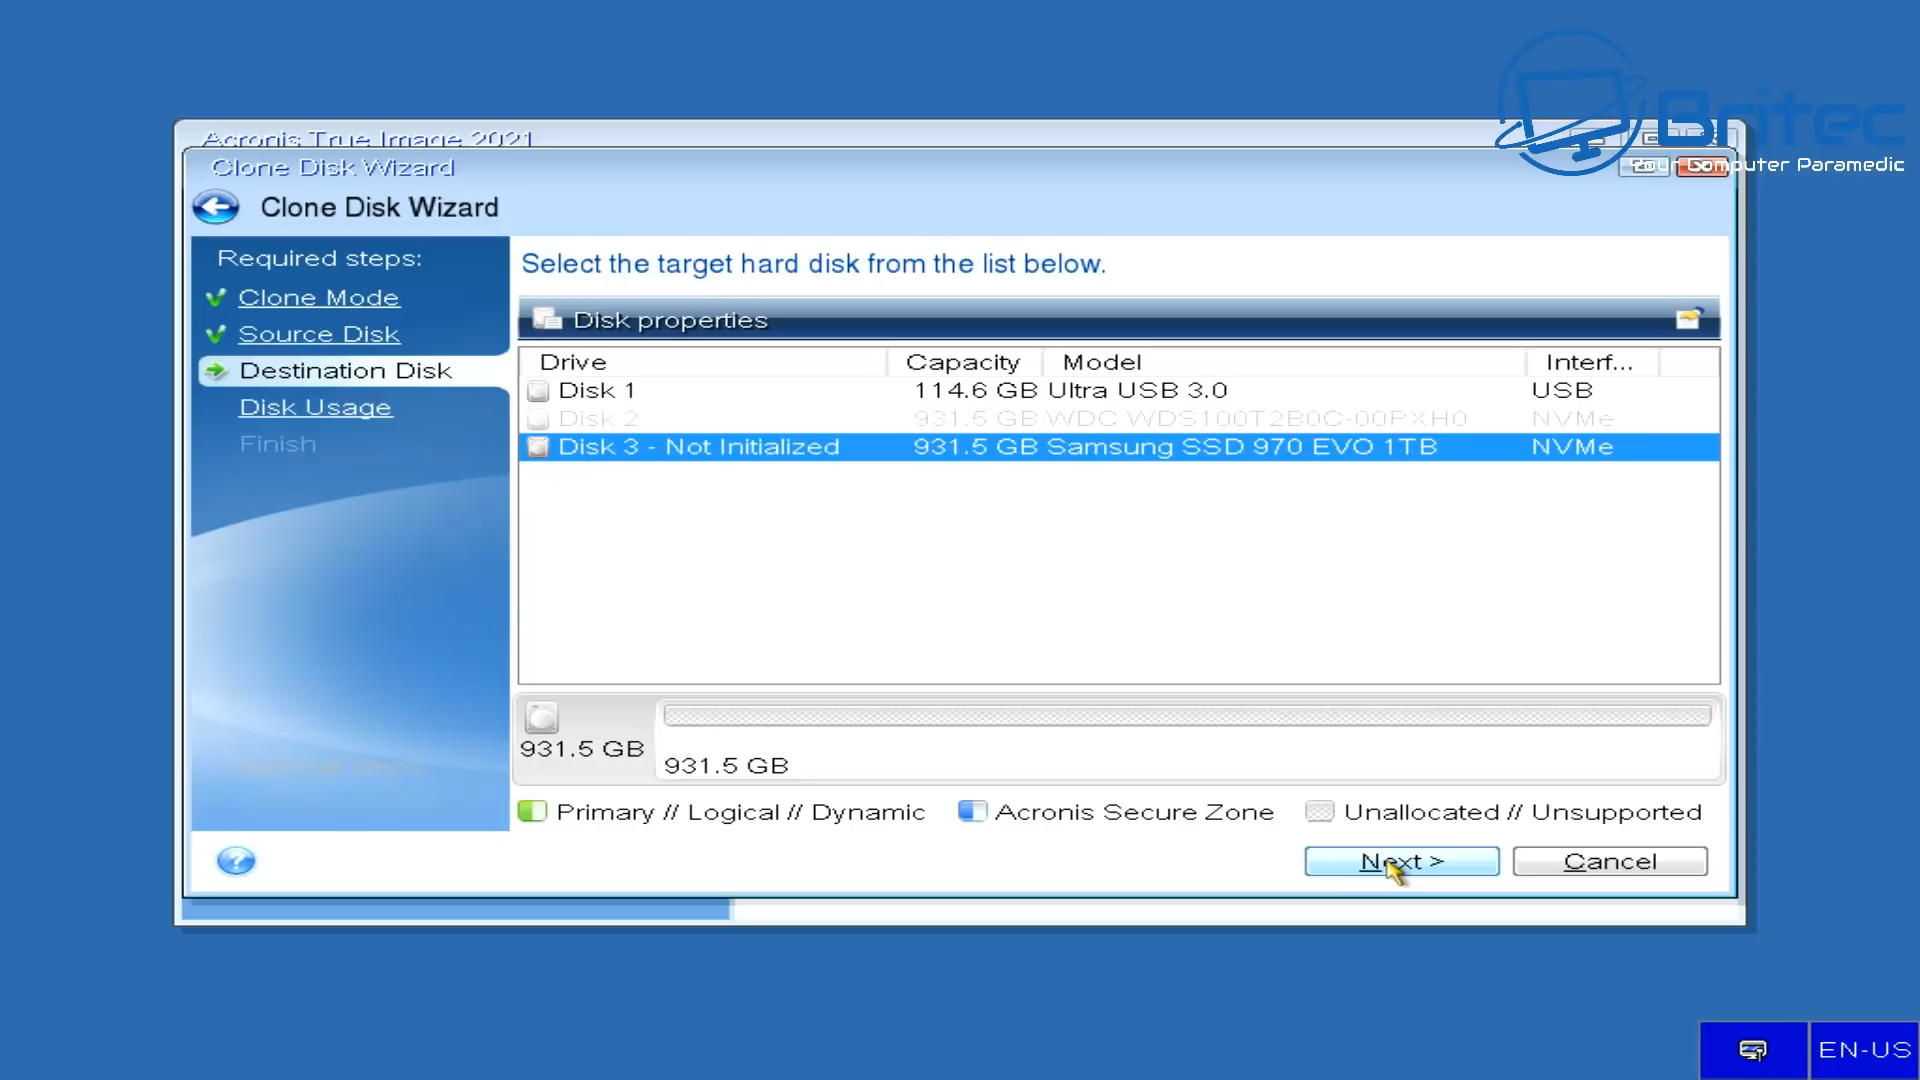 Britec
Your Computer Paramedic
Acronis True Image 2021
Clone Disk Wizard
Clone Disk Wizard
Required steps:
Clone Mode
Source Disk
Destination Disk
Disk Usage
Finish
Select the target hard disk from the list below.
Disk properties
Drive Capacity Model Interf...
Disk 1 114.6 GB Ultra USB 3.0 USB
Disk 2 931.5 GB WDC WDS100T2B0C-00PXH0 NVMe
Disk 3 - Not Initialized 931.5 GB Samsung SSD 970 EVO 1TB NVMe
931.5 GB
931.5 GB
Primary // Logical // Dynamic Acronis Secure Zone Unallocated // Unsupported
Next > Cancel
EN-US